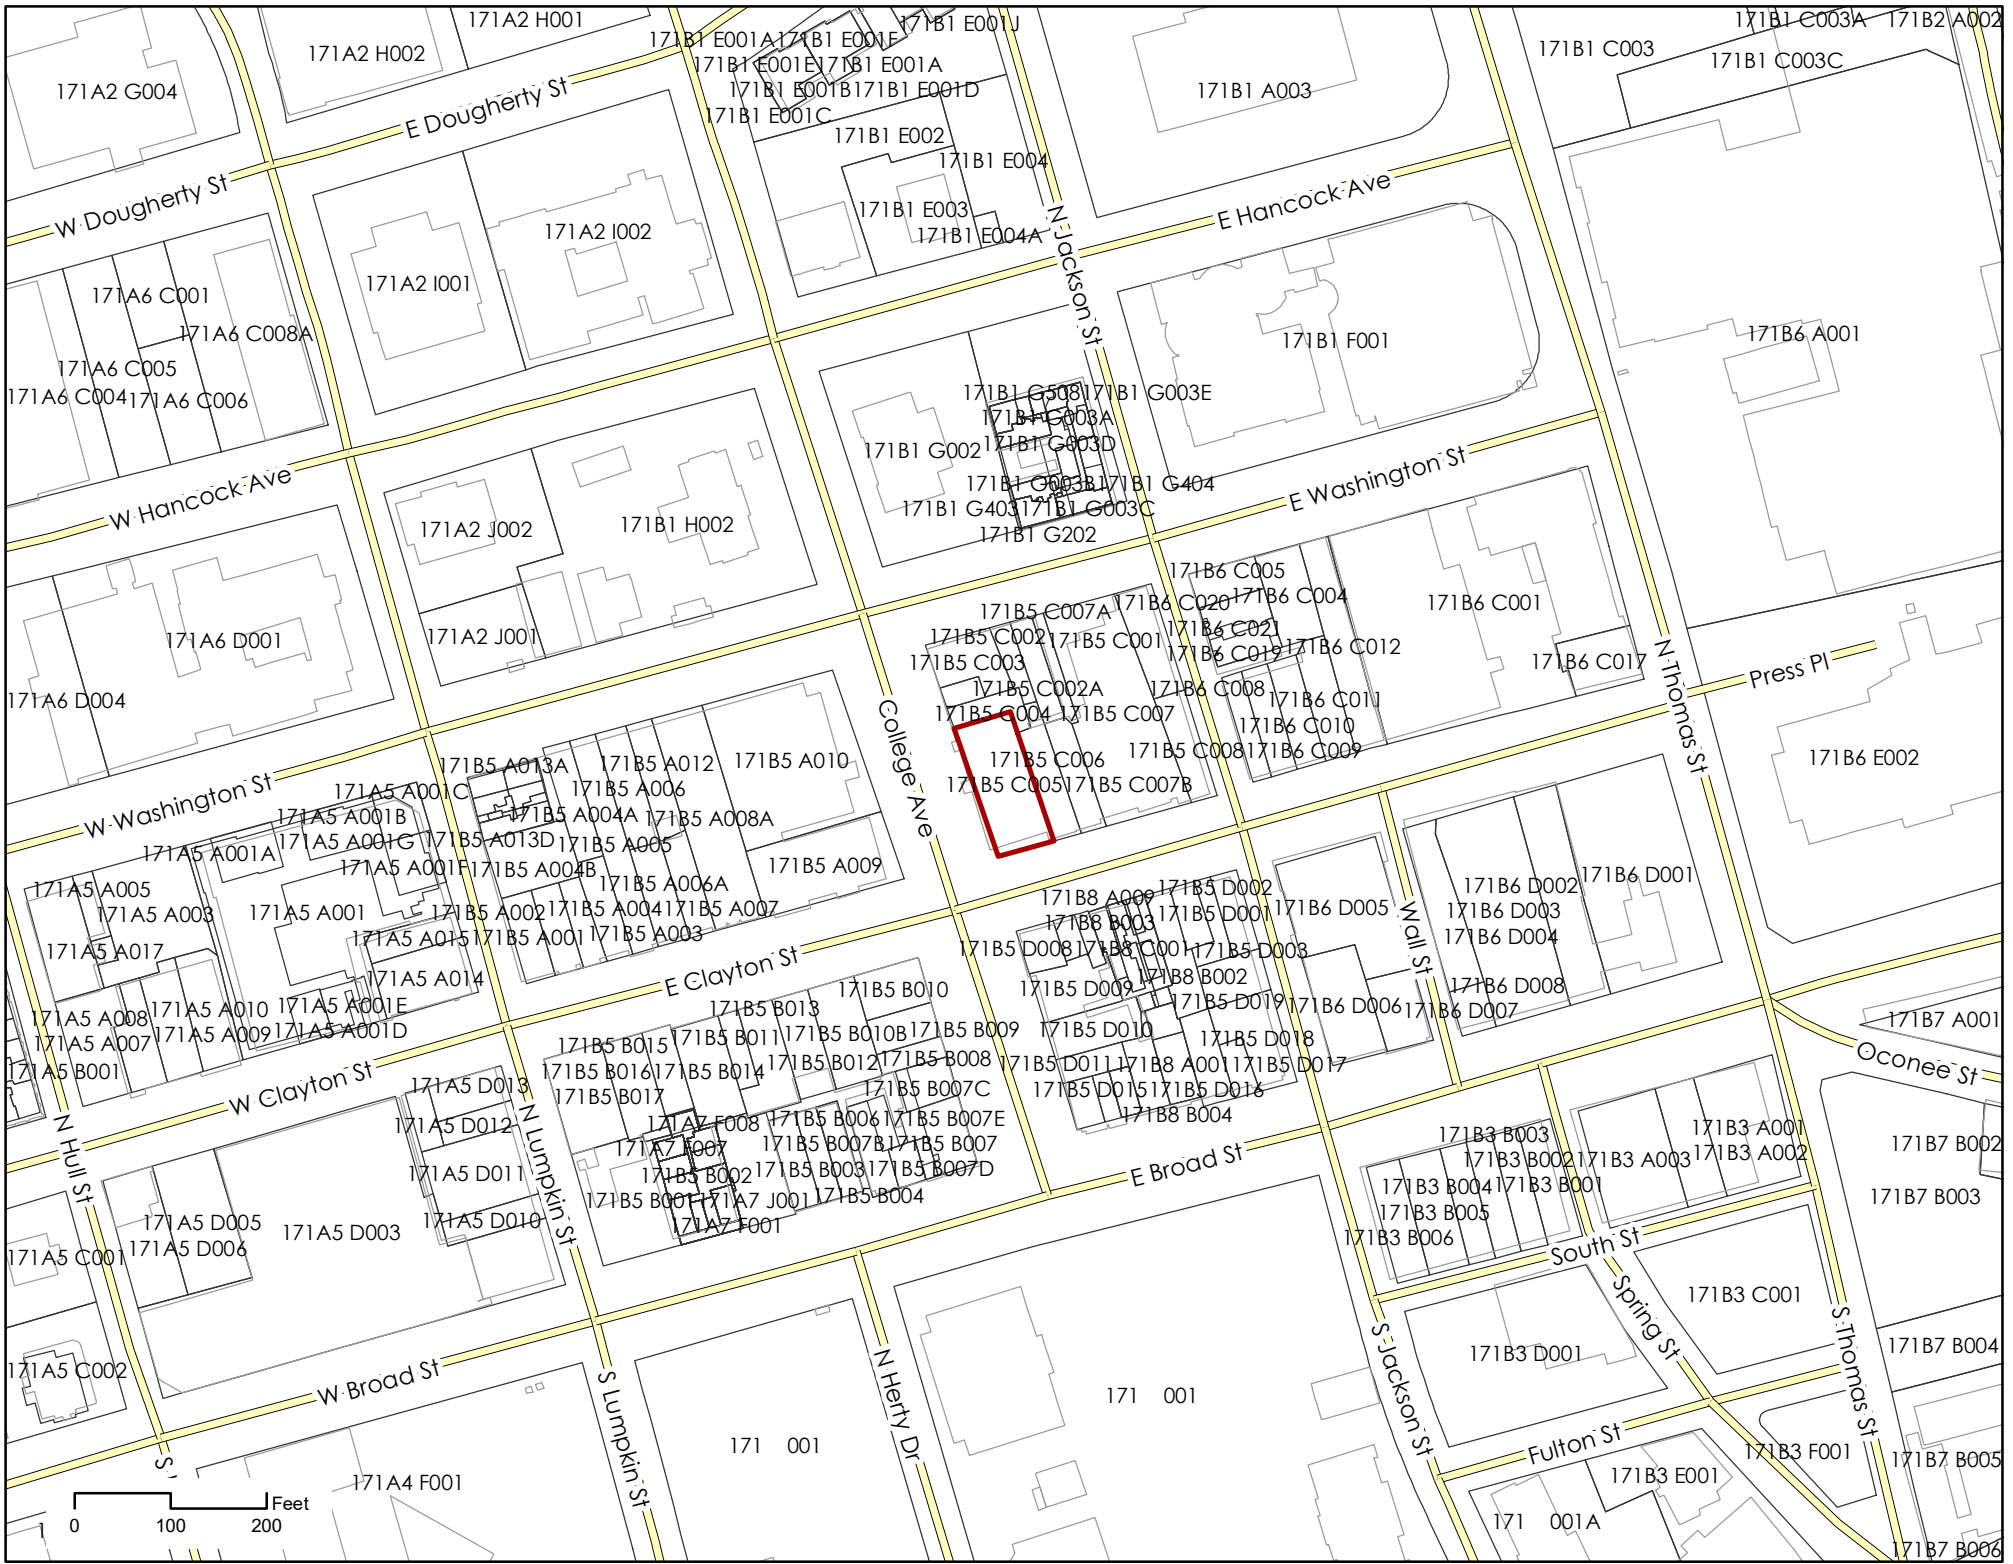 171A2 H001
171B1 E001J
171B1 C003A
171B2 A002
171A2 H002
171B1 E001A
171B1 E001F
171B1 C003
171B1 C003C
171B1 E001E
171B1 E001A
171A2 G004
171B1 E001B
171B1 E001D
171B1 A003
E Dougherty St
171B1 E001C
171B1 E002
171B1 E004
W Dougherty St
171B1 E003
E Hancock Ave
171A2 I002
171B1 E004A
N Jackson St
171A2 I001
171A6 C001
171A6 C008A
171B1 F001
171B6 A001
171A6 C005
171A6 C004
171A6 C006
171B1 G508
171B1 G003E
171B1 G003A
171B1 G002
171B1 G003D
171B1 G003B
171B1 G404
E Washington St
W Hancock Ave
171B1 G403
171B1 G003C
171A2 J002
171B1 H002
171B1 G202
171B6 C005
171B6 C020
171B6 C004
171B6 C001
171B5 C007A
171A6 D001
171A2 J001
171B5 C002
171B5 C001
171B6 C021
171B6 C012
171B5 C003
171B6 C019
171B6 C017
N Thomas St
Press Pl
171A6 D004
171B5 C002A
171B6 C008
171B6 C011
171B5 C004
171B5 C007
171B6 C010
College Ave
171B5 C006
171B5 C008
171B6 C009
171B6 E002
171B5 A013A
171B5 A012
171B5 A010
171B5 C005
171B5 C007B
W Washington St
171A5 A001C
171B5 A006
171A5 A001B
171B5 A004A
171B5 A008A
171A5 A001G
171B5 A013D
171B5 A005
171A5 A001A
171A5 A001F
171B5 A004B
171B5 A009
171A5 A005
171B5 A006A
171B6 D002
171B6 D001
171B8 A009
171B5 D002
171A5 A003
171A5 A001
171B5 A002
171B5 A004
171B5 A007
171B8 B003
171B5 D001
171B6 D005
171B6 D003
171A5 A015
171B5 A001
171B5 A003
171B6 D004
171A5 A017
171B5 D008
171B8 C001
171B5 D003
Wall St
171A5 A014
E Clayton St
171B8 B002
171B5 B010
171B5 D009
171B6 D008
171A5 A008
171A5 A010
171A5 A001E
171B5 B013
171B5 D019
171B6 D006
171B6 D007
171A5 A007
171A5 A009
171A5 A001D
171B5 B015
171B5 B011
171B5 B010B
171B5 B009
171B5 D010
171B5 D018
171B7 A001
171A5 B001
171B5 B016
171B5 B014
171B5 B012
171B5 B008
171B5 D011
171B8 A001
171B5 D017
Oconee St
W Clayton St
171A5 D013
171B5 B017
171B5 B007C
171B5 D015
171B5 D016
N Hull St
N Lumpkin St
171A5 D012
171A7 F008
171B5 B006
171B5 B007E
171B8 B004
171B3 B003
171B3 A001
171A7 F007
171B5 B007B
171B5 B007
E Broad St
171B3 B002
171B3 A003
171B3 A002
171B7 B002
171A5 D011
171B5 B002
171B5 B003
171B5 B007D
171B3 B004
171B3 B001
171B7 B003
171B5 B001
171A7 J001
171B5 B004
171B3 B005
171A5 D005
171A5 D003
171A5 D010
171A7 F001
171B3 B006
171A5 D006
171A5 C001
South St
171B3 C001
Spring St
S Thomas St
171B3 D001
171B7 B004
171A5 C002
W Broad St
S Lumpkin St
N Herty Dr
171 001
S Jackson St
171 001
Fulton St
171B3 F001
171B7 B005
171A4 F001
171B3 E001
Feet
0 100 200
171 001A
171B7 B006